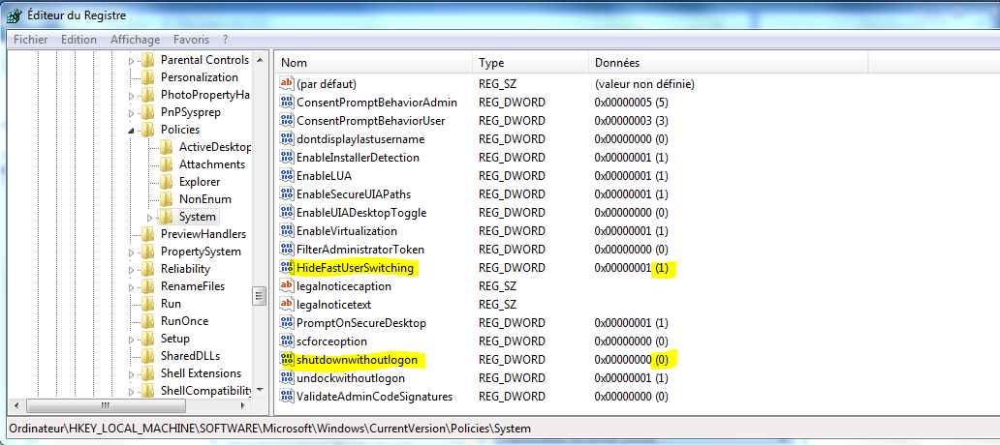 Éditeur du Registre
Fichier Edition Affichage Favoris ?
Parental Controls
Personalization
PhotoPropertyHa
PnPSysprep
Policies
ActiveDesktop
Attachments
Explorer
NonEnum
System
PreviewHandlers
PropertySystem
Reliability
RenameFiles
Run
RunOnce
Setup
SharedDLLs
Shell Extensions
ShellCompatibility
Nom Type Données
(par défaut) REG_SZ (valeur non définie)
ConsentPromptBehaviorAdmin REG_DWORD 0x00000005 (5)
ConsentPromptBehaviorUser REG_DWORD 0x00000003 (3)
dontdisplaylastusername REG_DWORD 0x00000000 (0)
EnableInstallerDetection REG_DWORD 0x00000001 (1)
EnableLUA REG_DWORD 0x00000001 (1)
EnableSecureUIAPaths REG_DWORD 0x00000001 (1)
EnableUIADesktopToggle REG_DWORD 0x00000000 (0)
EnableVirtualization REG_DWORD 0x00000001 (1)
FilterAdministratorToken REG_DWORD 0x00000000 (0)
HideFastUserSwitching REG_DWORD 0x00000001 (1)
legalnoticecaption REG_SZ
legalnoticetext REG_SZ
PromptOnSecureDesktop REG_DWORD 0x00000001 (1)
scforceoption REG_DWORD 0x00000000 (0)
shutdownwithoutlogon REG_DWORD 0x00000000 (0)
undockwithoutlogon REG_DWORD 0x00000001 (1)
ValidateAdminCodeSignatures REG_DWORD 0x00000000 (0)
Ordinateur\HKEY_LOCAL_MACHINE\SOFTWARE\Microsoft\Windows\CurrentVersion\Policies\System